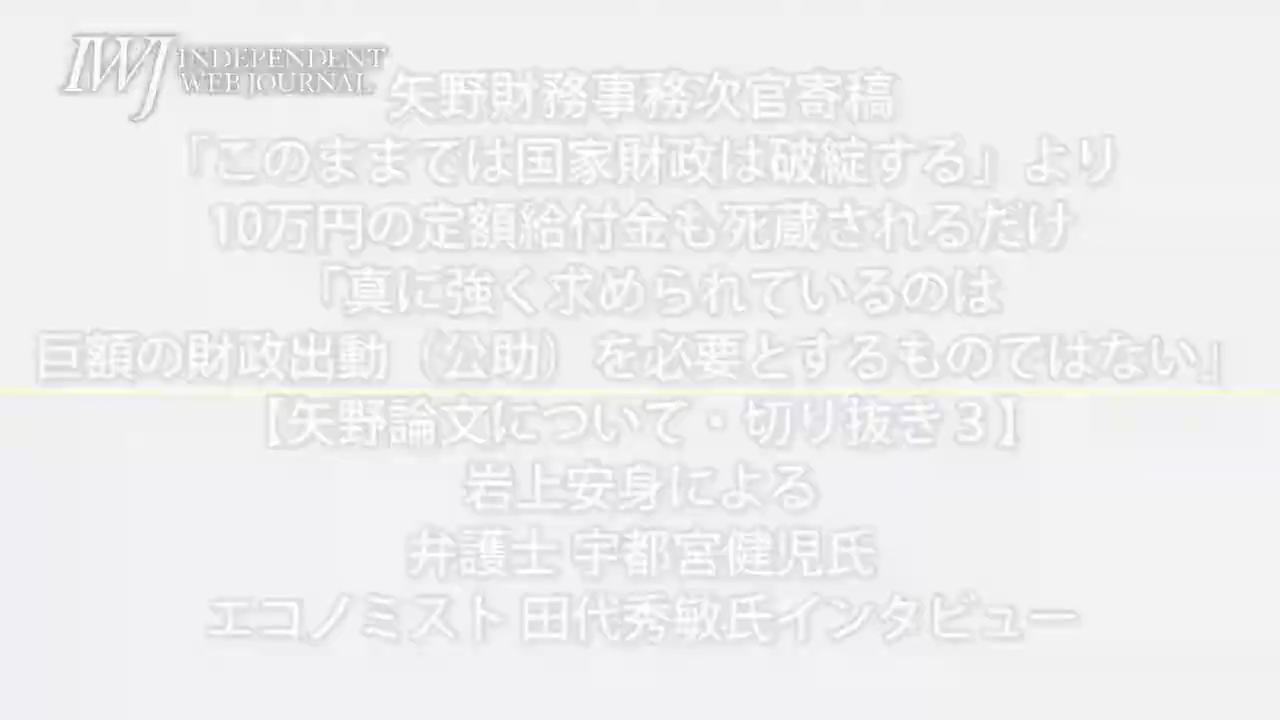 IWJ INDEPENDENT
WEB JOURNAL
矢野財務事務次官寄稿
「このままでは国家財政は破綻する」より
10万円の定額給付金も死蔵されるだけ
「真に強く求められているのは
巨額の財政出動（公助）を必要とするものではない」
【矢野論文について・切り抜き３】
岩上安身による
弁護士 宇都宮健児氏
エコノミスト 田代秀敏氏インタビュー